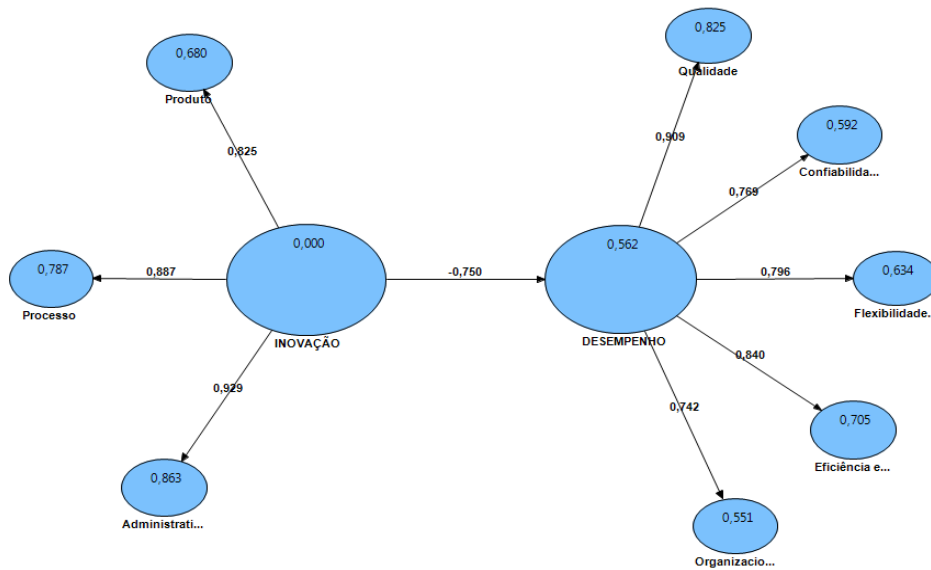 0,825
Qualidade
0,680
Produto
0,592
Confiabilida...
0,909
0,825
0,769
0,000
0,562
0,787
0,887
-0,750
0,796
0,634
Processo
Flexibilidade...
INOVAÇÃO
DESEMPENHO
0,840
0,929
0,742
0,705
Eficiência e...
0,863
Administrati...
0,551
Organizacio...